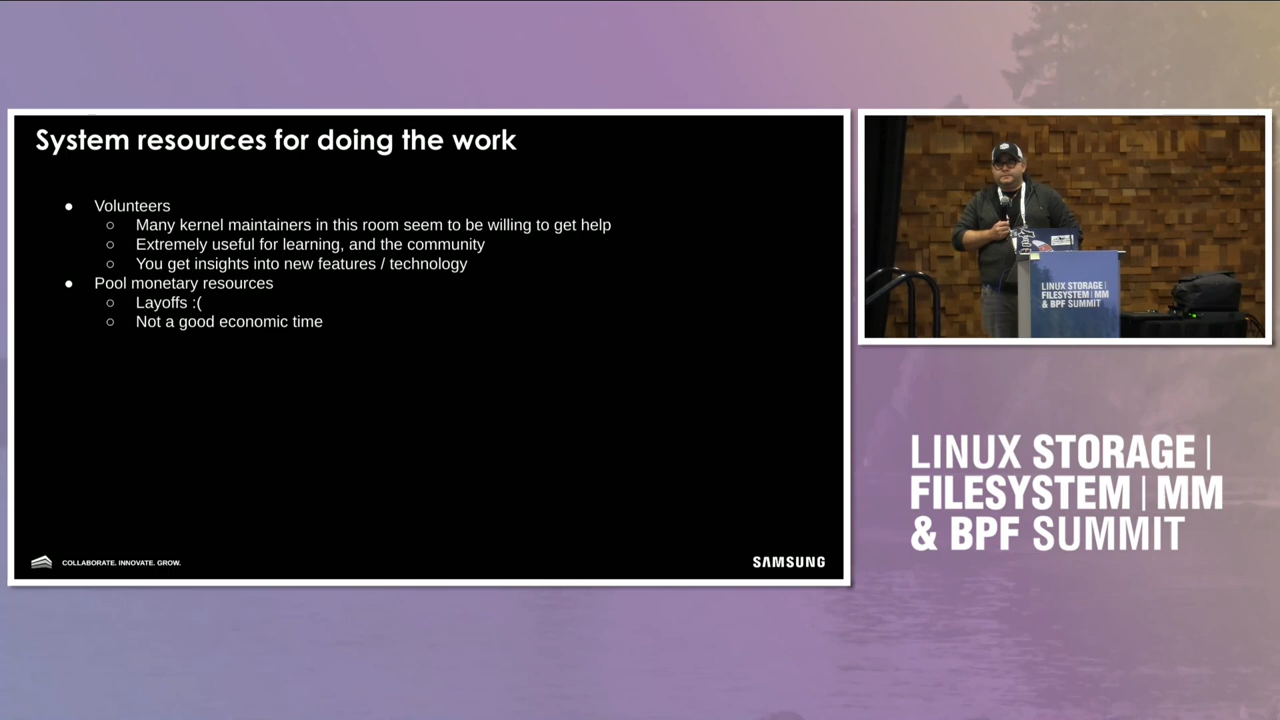 System resources for doing the work
● Volunteers
○ Many kernel maintainers in this room seem to be willing to get help
○ Extremely useful for learning, and the community
○ You get insights into new features / technology
● Pool monetary resources
○ Layoffs :(
○ Not a good economic time
COLLABORATE. INNOVATE. GROW.
SAMSUNG
LINUX STORAGE |
FILESYSTEM | MM
& BPF SUMMIT
LINUX STORAGE |
FILESYSTEM | MM
& BPF SUMMIT